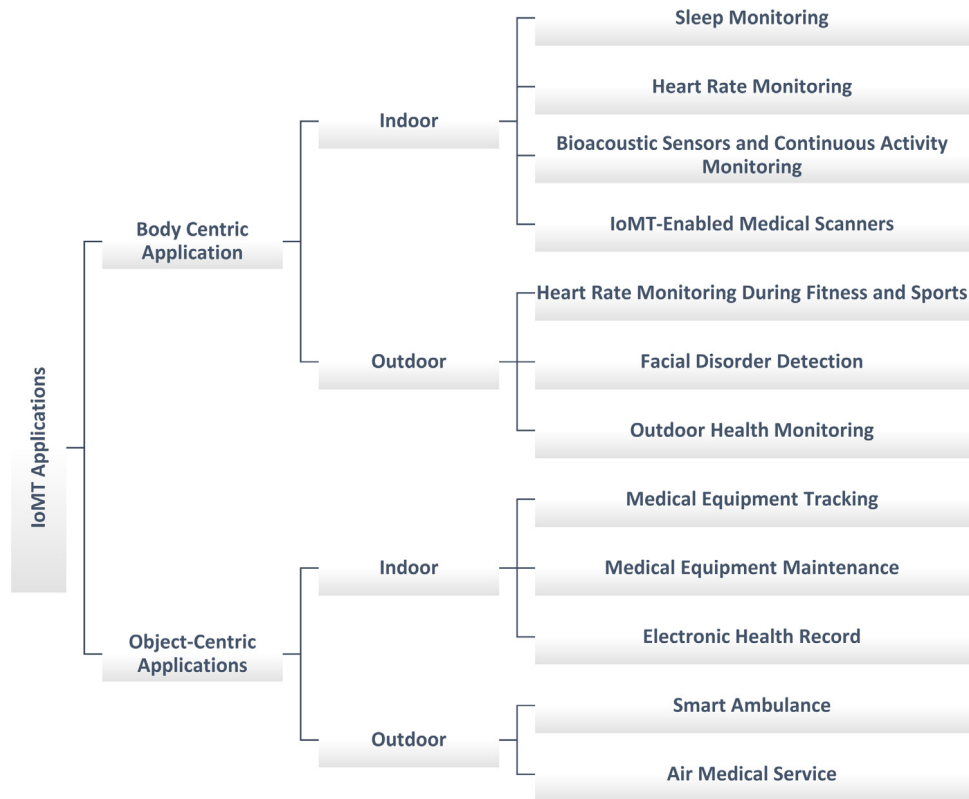 IoMT Applications
Body Centric
Application
Indoor
Sleep Monitoring
Heart Rate Monitoring
Bioacoustic Sensors and Continuous Activity
Monitoring
IoMT-Enabled Medical Scanners
Outdoor
Heart Rate Monitoring During Fitness and Sports
Facial Disorder Detection
Outdoor Health Monitoring
Object-Centric
Applications
Indoor
Medical Equipment Tracking
Medical Equipment Maintenance
Electronic Health Record
Outdoor
Smart Ambulance
Air Medical Service